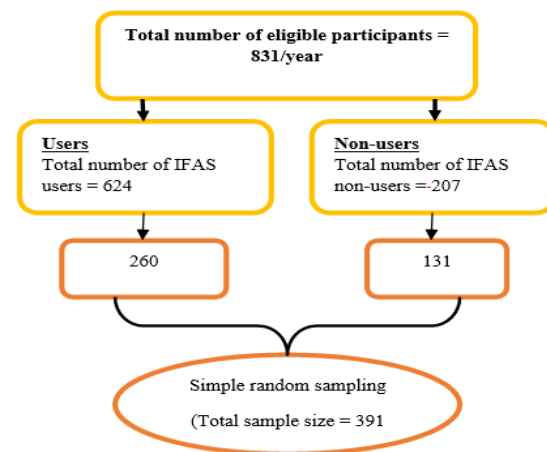 Total number of eligible participants =
831/year
Users
Total number of IFAS
users = 624
Non-users
Total number of IFAS
non-users =-207
260
131
Simple random sampling
(Total sample size = 391